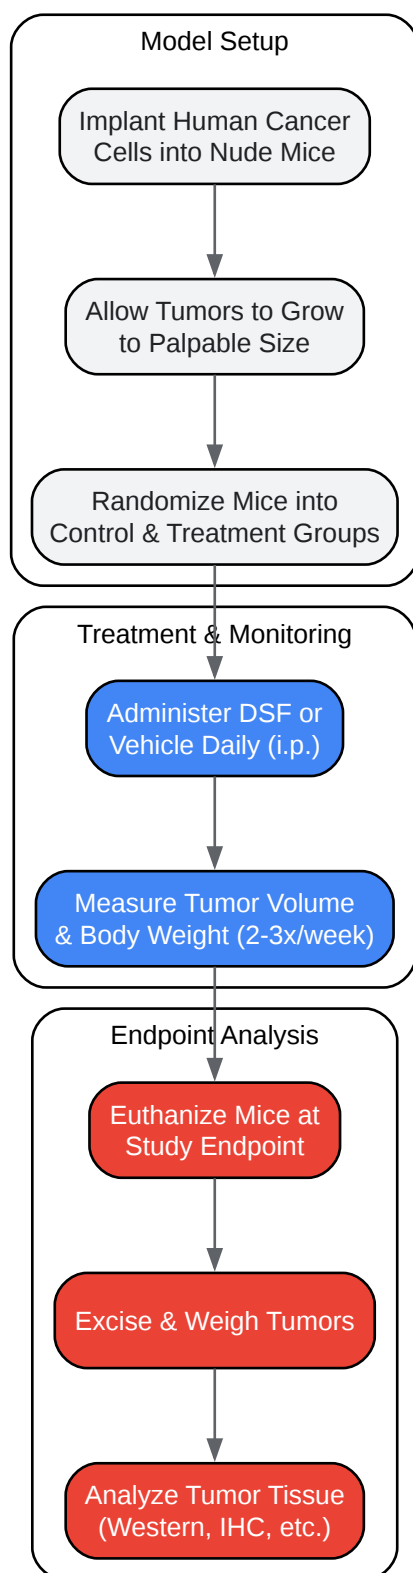 Model Setup
Implant Human Cancer
Cells into Nude Mice
Allow Tumors to Grow
to Palpable Size
Randomize Mice into
Control & Treatment Groups
Treatment & Monitoring
Administer DSF or
Vehicle Daily (i.p.)
Measure Tumor Volume
& Body Weight (2-3x/week)
Endpoint Analysis
Euthanize Mice at
Study Endpoint
Excise & Weigh Tumors
Analyze Tumor Tissue
(Western, IHC, etc.)